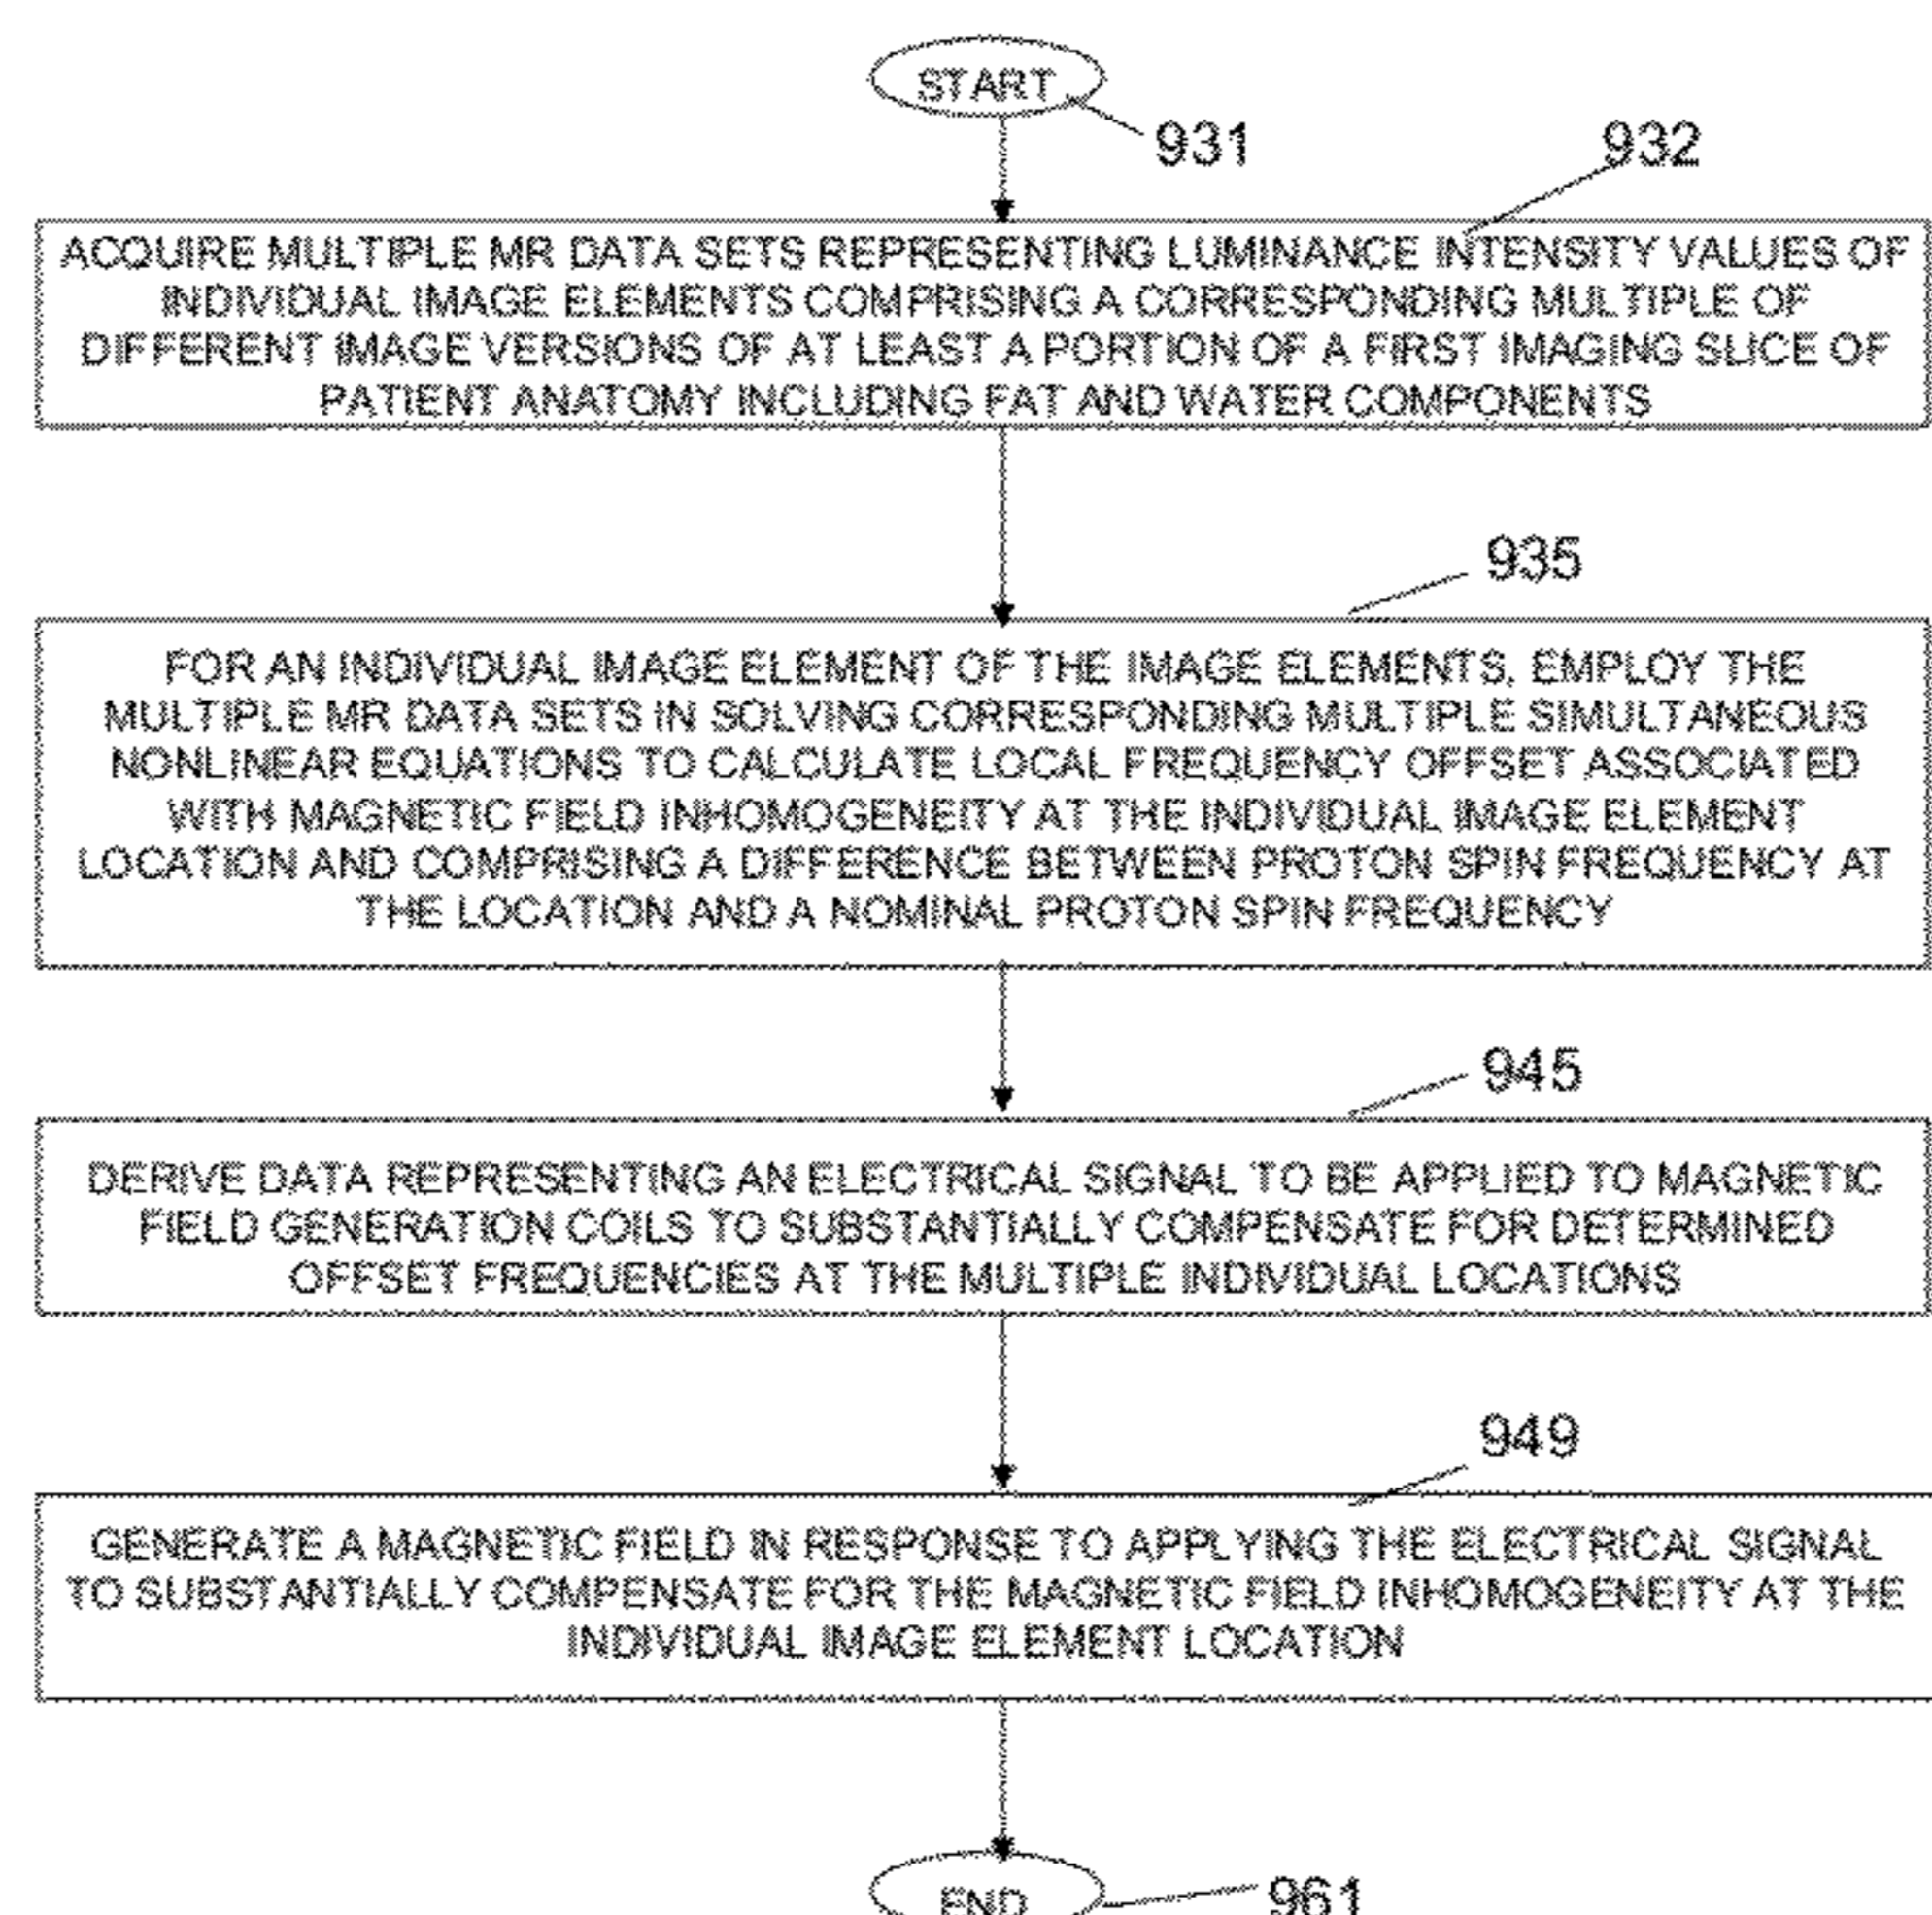 START
931
932
ACQUIRE MULTIPLE MR DATA SETS REPRESENTING LUMINANCE INTENSITY VALUES OF
INDIVIDUAL IMAGE ELEMENTS COMPRISING A CORRESPONDING MULTIPLE OF
DIFFERENT IMAGE VERSIONS OF AT LEAST A PORTION OF A FIRST IMAGING SLICE OF
PATIENT ANATOMY INCLUDING FAT AND WATER COMPONENTS
935
FOR AN INDIVIDUAL IMAGE ELEMENT OF THE IMAGE ELEMENTS, EMPLOY THE
MULTIPLE MR DATA SETS IN SOLVING CORRESPONDING MULTIPLE SIMULTANEOUS
NONLINEAR EQUATIONS TO CALCULATE LOCAL FREQUENCY OFFSET ASSOCIATED
WITH MAGNETIC FIELD INHOMOGENEITY AT THE INDIVIDUAL IMAGE ELEMENT
LOCATION AND COMPRISING A DIFFERENCE BETWEEN PROTON SPIN FREQUENCY AT
THE LOCATION AND A NOMINAL PROTON SPIN FREQUENCY
945
DERIVE DATA REPRESENTING AN ELECTRICAL SIGNAL TO BE APPLIED TO MAGNETIC
FIELD GENERATION COILS TO SUBSTANTIALLY COMPENSATE FOR DETERMINED
OFFSET FREQUENCIES AT THE MULTIPLE INDIVIDUAL LOCATIONS
949
GENERATE A MAGNETIC FIELD IN RESPONSE TO APPLYING THE ELECTRICAL SIGNAL
TO SUBSTANTIALLY COMPENSATE FOR THE MAGNETIC FIELD INHOMOGENEITY AT THE
INDIVIDUAL IMAGE ELEMENT LOCATION
END
961